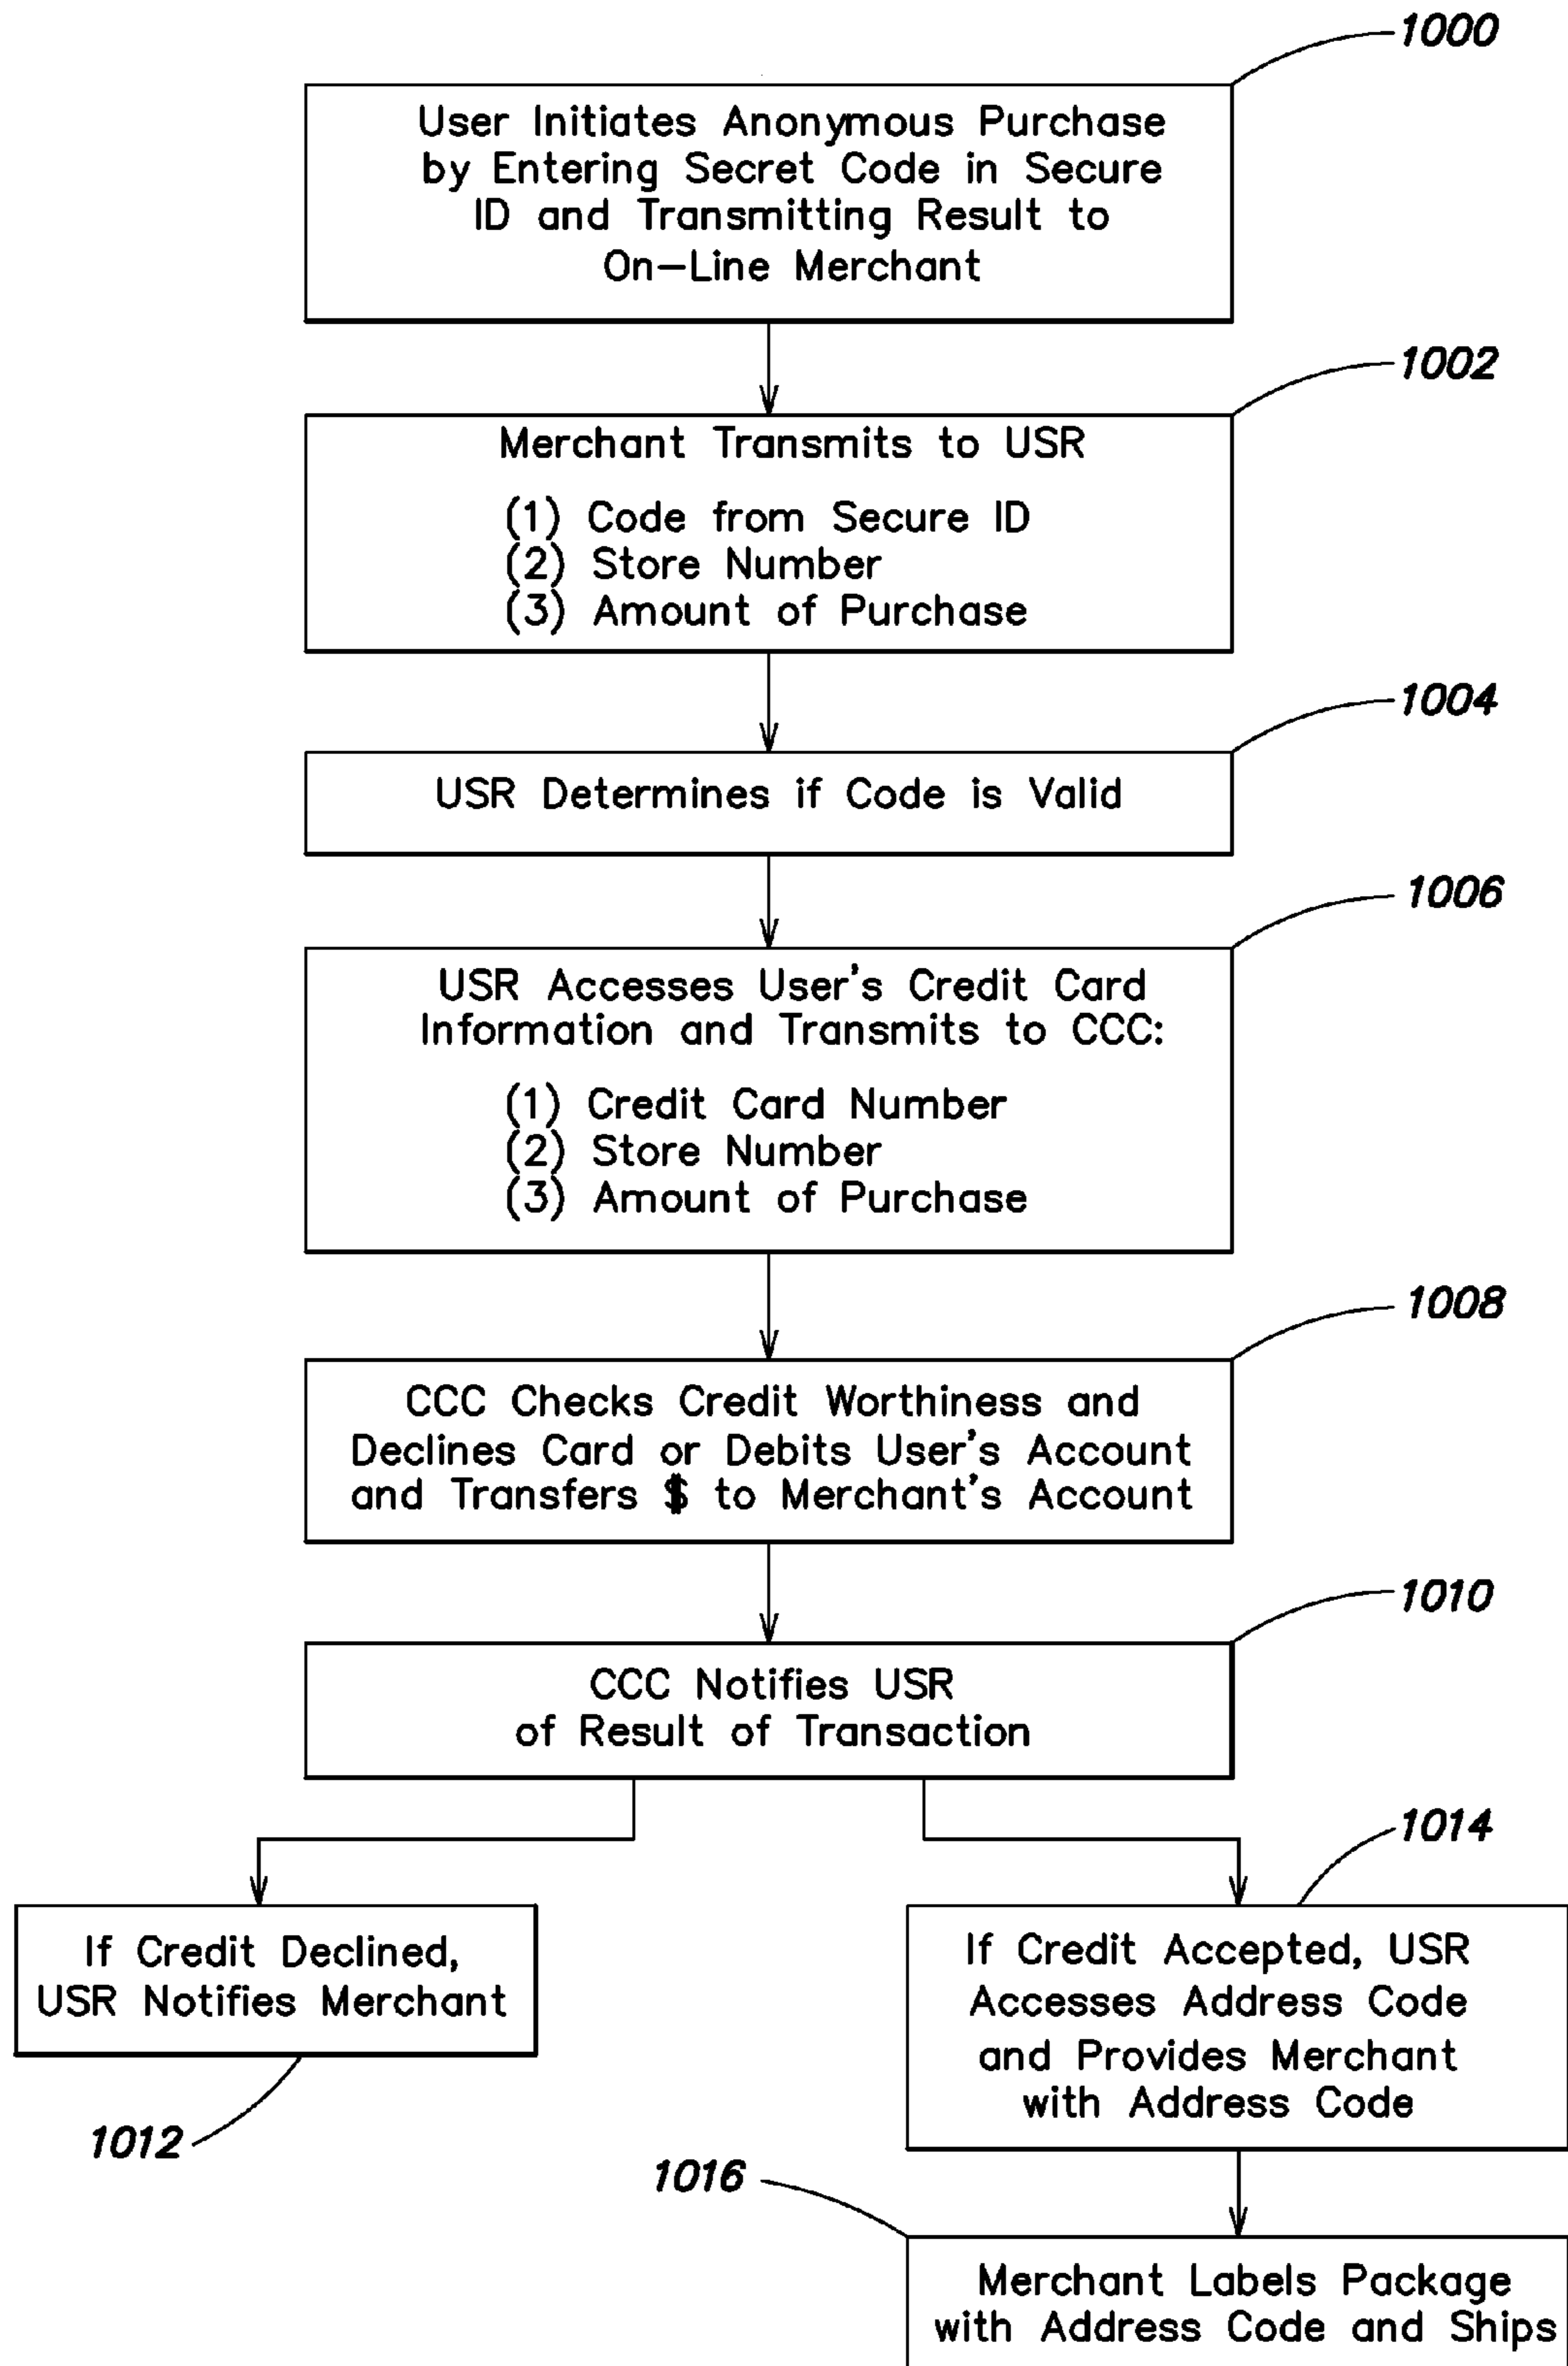 1000
User Initiates Anonymous Purchase
by Entering Secret Code in Secure
ID and Transmitting Result to
On-Line Merchant
1002
Merchant Transmits to USR
(1) Code from Secure ID
(2) Store Number
(3) Amount of Purchase
1004
USR Determines if Code is Valid
1006
USR Accesses User's Credit Card
Information and Transmits to CCC:
(1) Credit Card Number
(2) Store Number
(3) Amount of Purchase
1008
CCC Checks Credit Worthiness and
Declines Card or Debits User's Account
and Transfers $ to Merchant's Account
1010
CCC Notifies USR
of Result of Transaction
If Credit Declined,
USR Notifies Merchant
1012
1014
If Credit Accepted, USR
Accesses Address Code
and Provides Merchant
with Address Code
1016
Merchant Labels Package
with Address Code and Ships